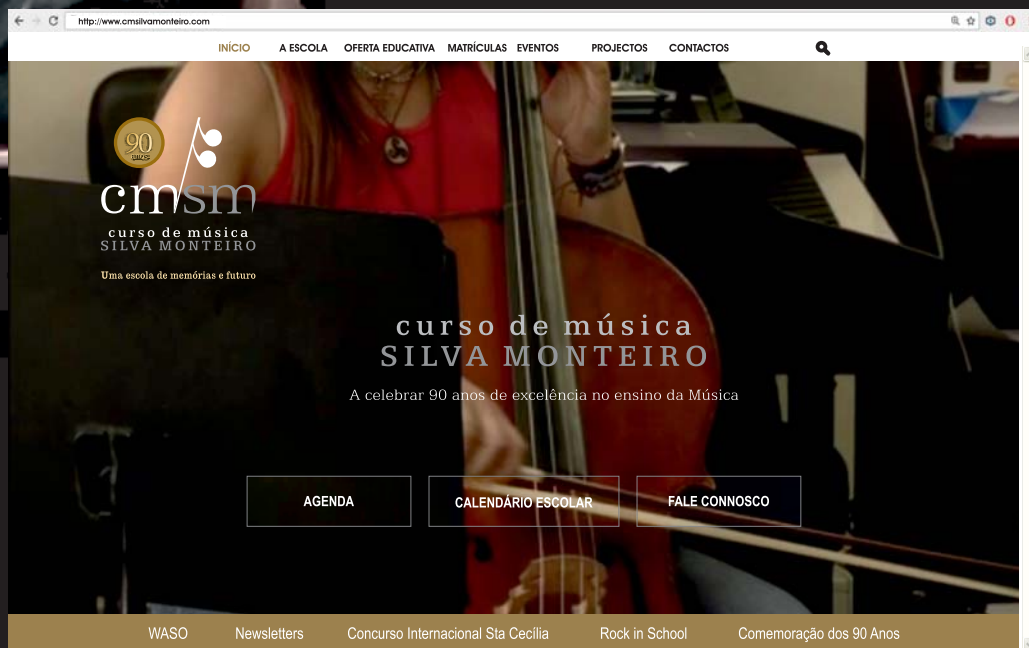 http://www.cmsilvamonteiro.com
INÍCIO A ESCOLA OFERTA EDUCATIVA MATRÍCULAS EVENTOS PROJECTOS CONTACTOS
90
cmsm
curso de música
SILVA MONTEIRO
Uma escola de memórias e futuro
curso de música
SILVA MONTEIRO
A celebrar 90 anos de excelência no ensino da Música
AGENDA CALENDÁRIO ESCOLAR FALE CONNOSCO
WASO Newsletters Concurso Internacional Sta Cecília Rock in School Comemoração dos 90 Anos